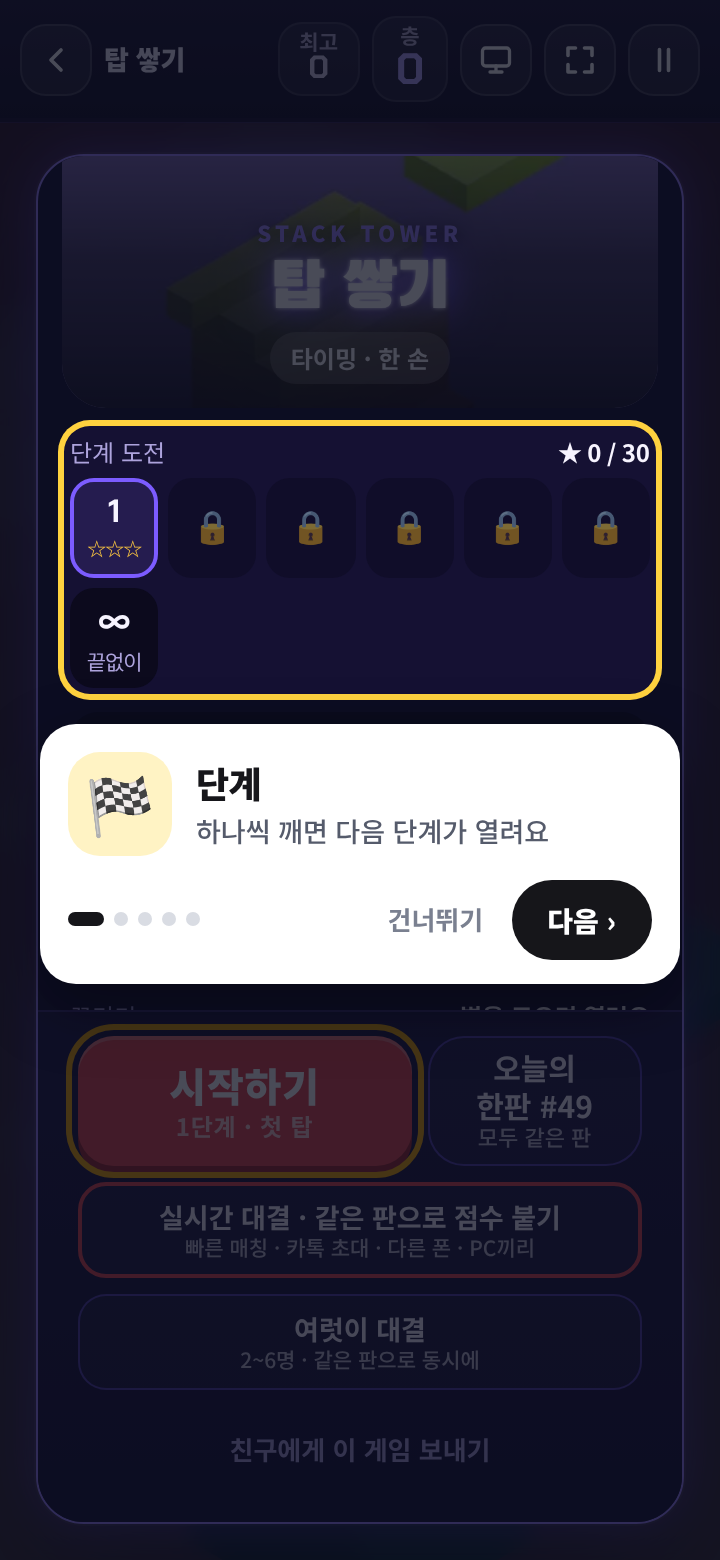 탑 쌓기
최고
0
층
0
STACK TOWER
탑 쌓기
타이밍 · 한 손
단계 도전
★ 0 / 30
1
☆☆☆
∞
끝없이
단계
하나씩 깨면 다음 단계가 열려요
건너뛰기
다음 ›
시작하기
1단계 · 첫 탑
오늘의
한판 #49
모두 같은 판
실시간 대결 · 같은 판으로 점수 붙기
빠른 매칭 · 카톡 초대 · 다른 폰 · PC끼리
여럿이 대결
2~6명 · 같은 판으로 동시에
친구에게 이 게임 보내기